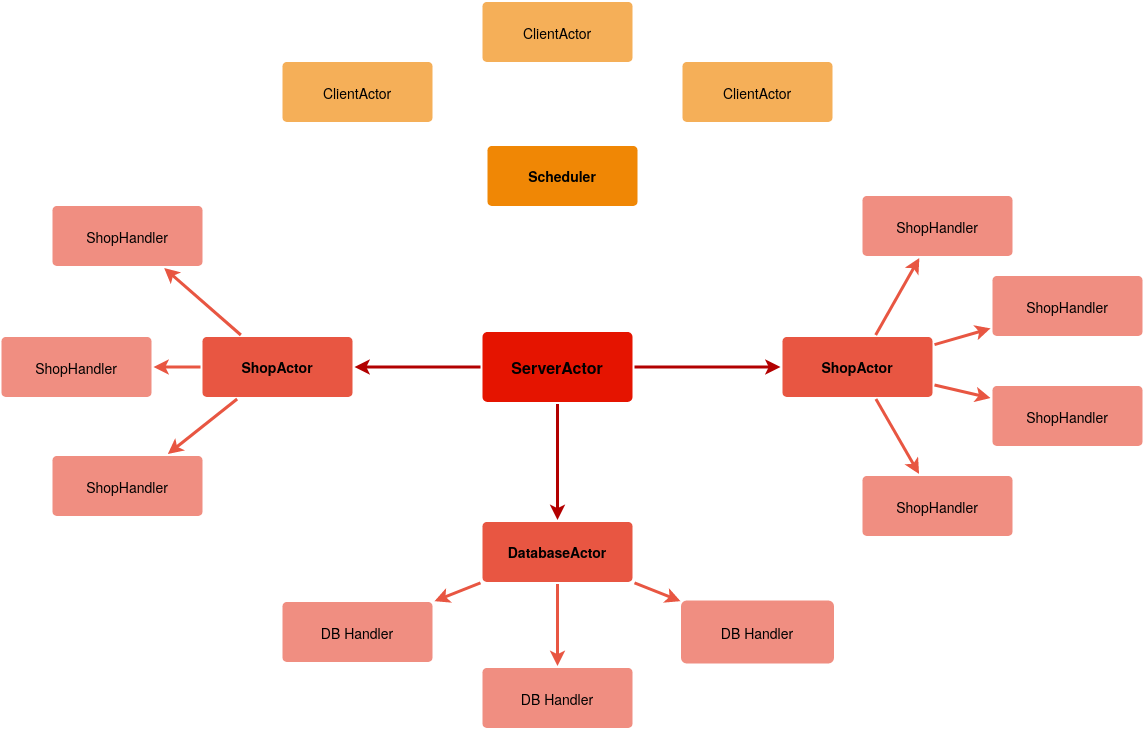 ClientActor
ClientActor
ClientActor
Scheduler
ShopHandler
ShopHandler
ShopHandler
ShopHandler
ShopActor
ServerActor
ShopActor
ShopHandler
ShopHandler
ShopHandler
DatabaseActor
DB Handler
DB Handler
DB Handler